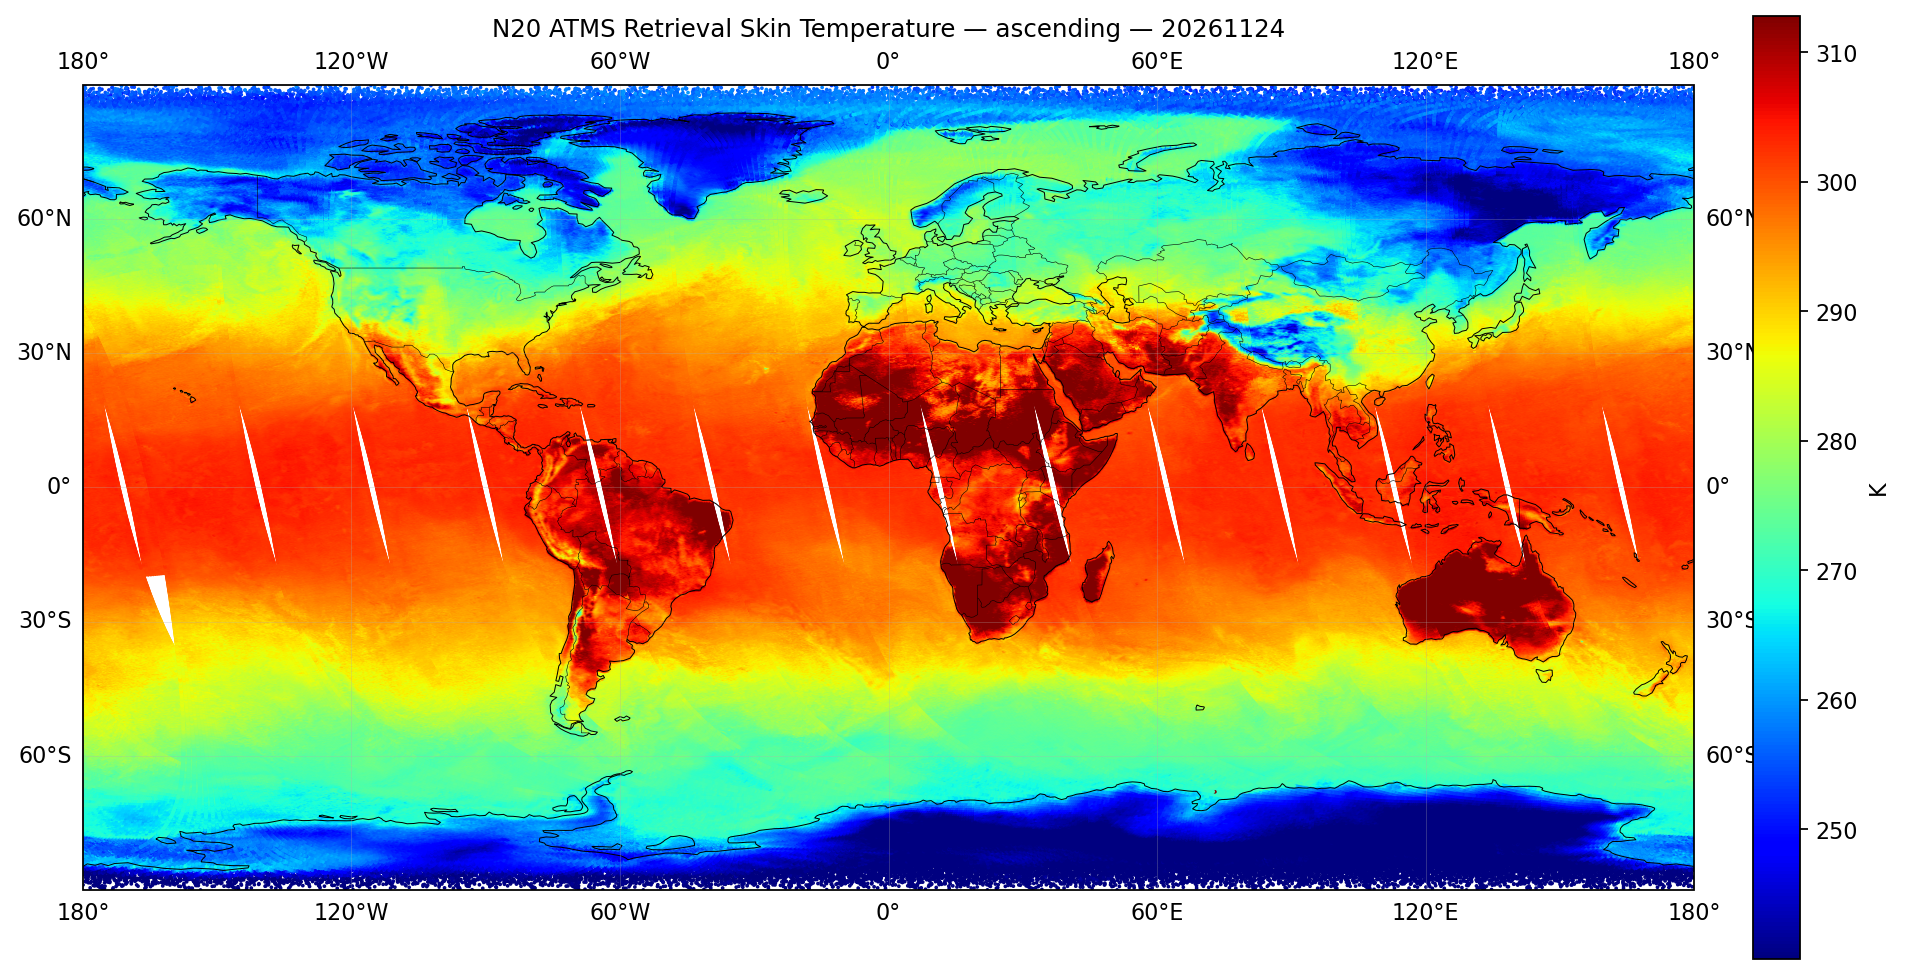 N20 ATMS Retrieval Skin Temperature — ascending — 20261124
180° 120°W 60°W 0° 60°E 120°E 180°
310
300
60°N 60°N
290
30°N 30°N
280
0° 0°
K
270
30°S 30°S
260
60°S 60°S
250
180° 120°W 60°W 0° 60°E 120°E 180°